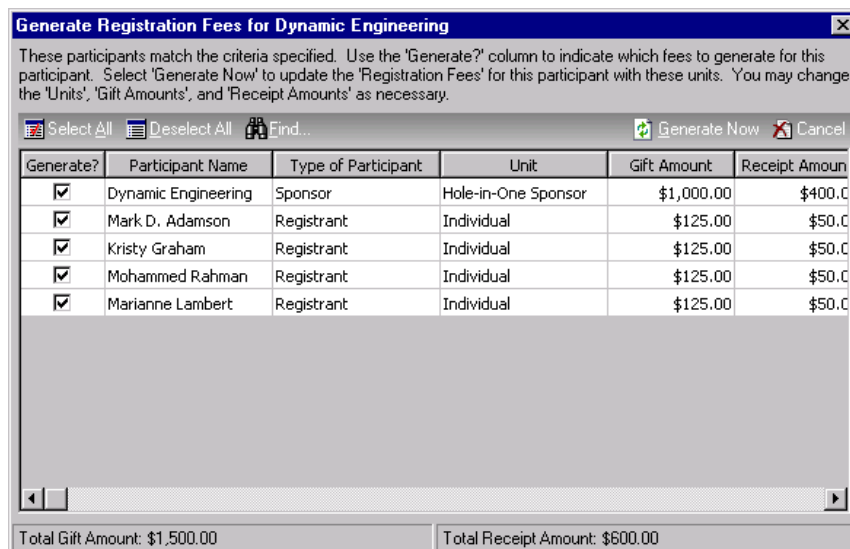 Generate Registration Fees for Dynamic Engineering
These participants match the criteria specified. Use the 'Generate?' column to indicate which fees to generate for this
participant. Select 'Generate Now' to update the 'Registration Fees' for this participant with these units. You may change
the 'Units', 'Gift Amounts', and 'Receipt Amounts' as necessary.
Select All Deselect All Find... Generate Now Cancel
Generate? Participant Name Type of Participant Unit Gift Amount Receipt Amoun
Dynamic Engineering Sponsor Hole-in-One Sponsor $1,000.00 $400.0
Mark D. Adamson Registrant Individual $125.00 $50.0
Kristy Graham Registrant Individual $125.00 $50.0
Mohammed Rahman Registrant Individual $125.00 $50.0
Marianne Lambert Registrant Individual $125.00 $50.0
Total Gift Amount: $1,500.00 Total Receipt Amount: $600.00